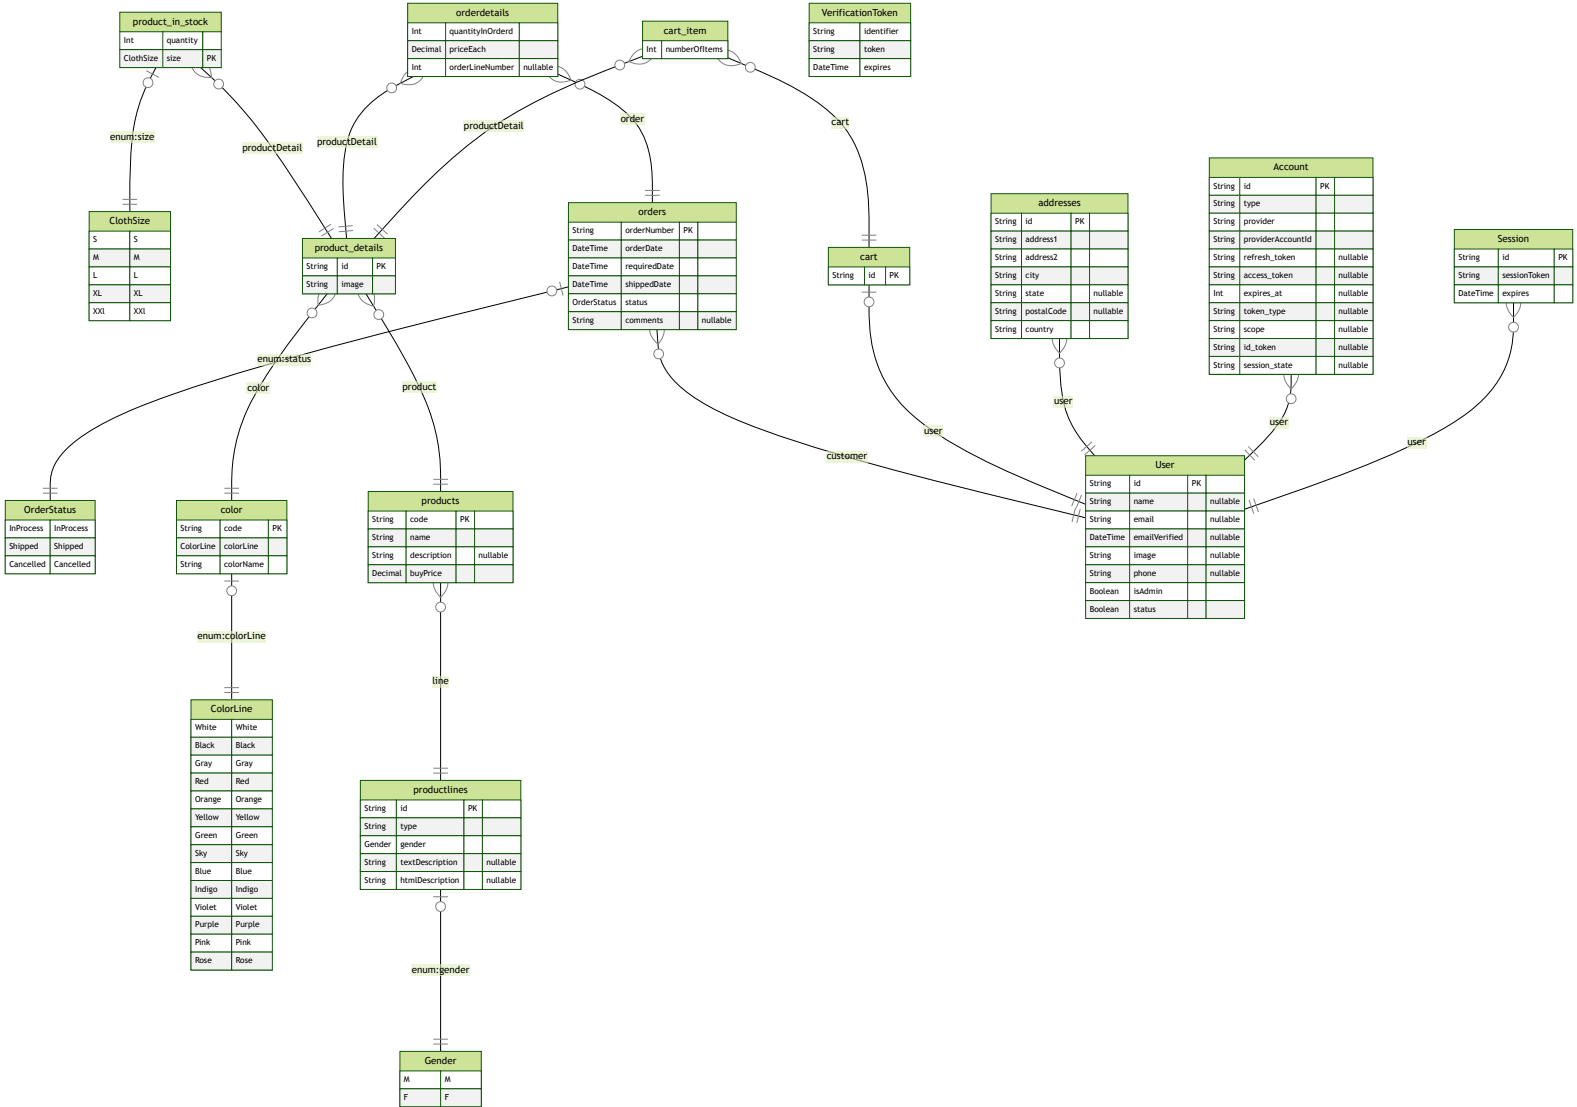 product_in_stock
Int quantity
ClothSize size PK
orderdetails
Int quantityInOrderd
Decimal priceEach
Int orderLineNumber nullable
cart_item
Int numberOfItems
VerificationToken
String identifier
String token
DateTime expires
enum:size
productDetail
productDetail
productDetail
order
cart
ClothSize
S S
M M
L L
XL XL
XXl XXl
product_details
String id PK
String image
orders
String orderNumber PK
DateTime orderDate
DateTime requiredDate
DateTime shippedDate
OrderStatus status
String comments nullable
cart
String id PK
addresses
String id PK
String address1
String address2
String city
String state nullable
String postalCode nullable
String country
Account
String id PK
String type
String provider
String providerAccountId
String refresh_token nullable
String access_token nullable
Int expires_at nullable
String token_type nullable
String scope nullable
String id_token nullable
String session_state nullable
Session
String id PK
String sessionToken
DateTime expires
enum:status
color
product
customer
user
user
user
user
OrderStatus
InProcess InProcess
Shipped Shipped
Cancelled Cancelled
color
String code PK
ColorLine colorLine
String colorName
products
String code PK
String name
String description nullable
Decimal buyPrice
User
String id PK
String name nullable
String email nullable
DateTime emailVerified nullable
String image nullable
String phone nullable
Boolean isAdmin
Boolean status
enum:colorLine
line
ColorLine
White White
Black Black
Gray Gray
Red Red
Orange Orange
Yellow Yellow
Green Green
Sky Sky
Blue Blue
Indigo Indigo
Violet Violet
Purple Purple
Pink Pink
Rose Rose
productlines
String id PK
String type
Gender gender
String textDescription nullable
String htmlDescription nullable
enum:gender
Gender
M M
F F